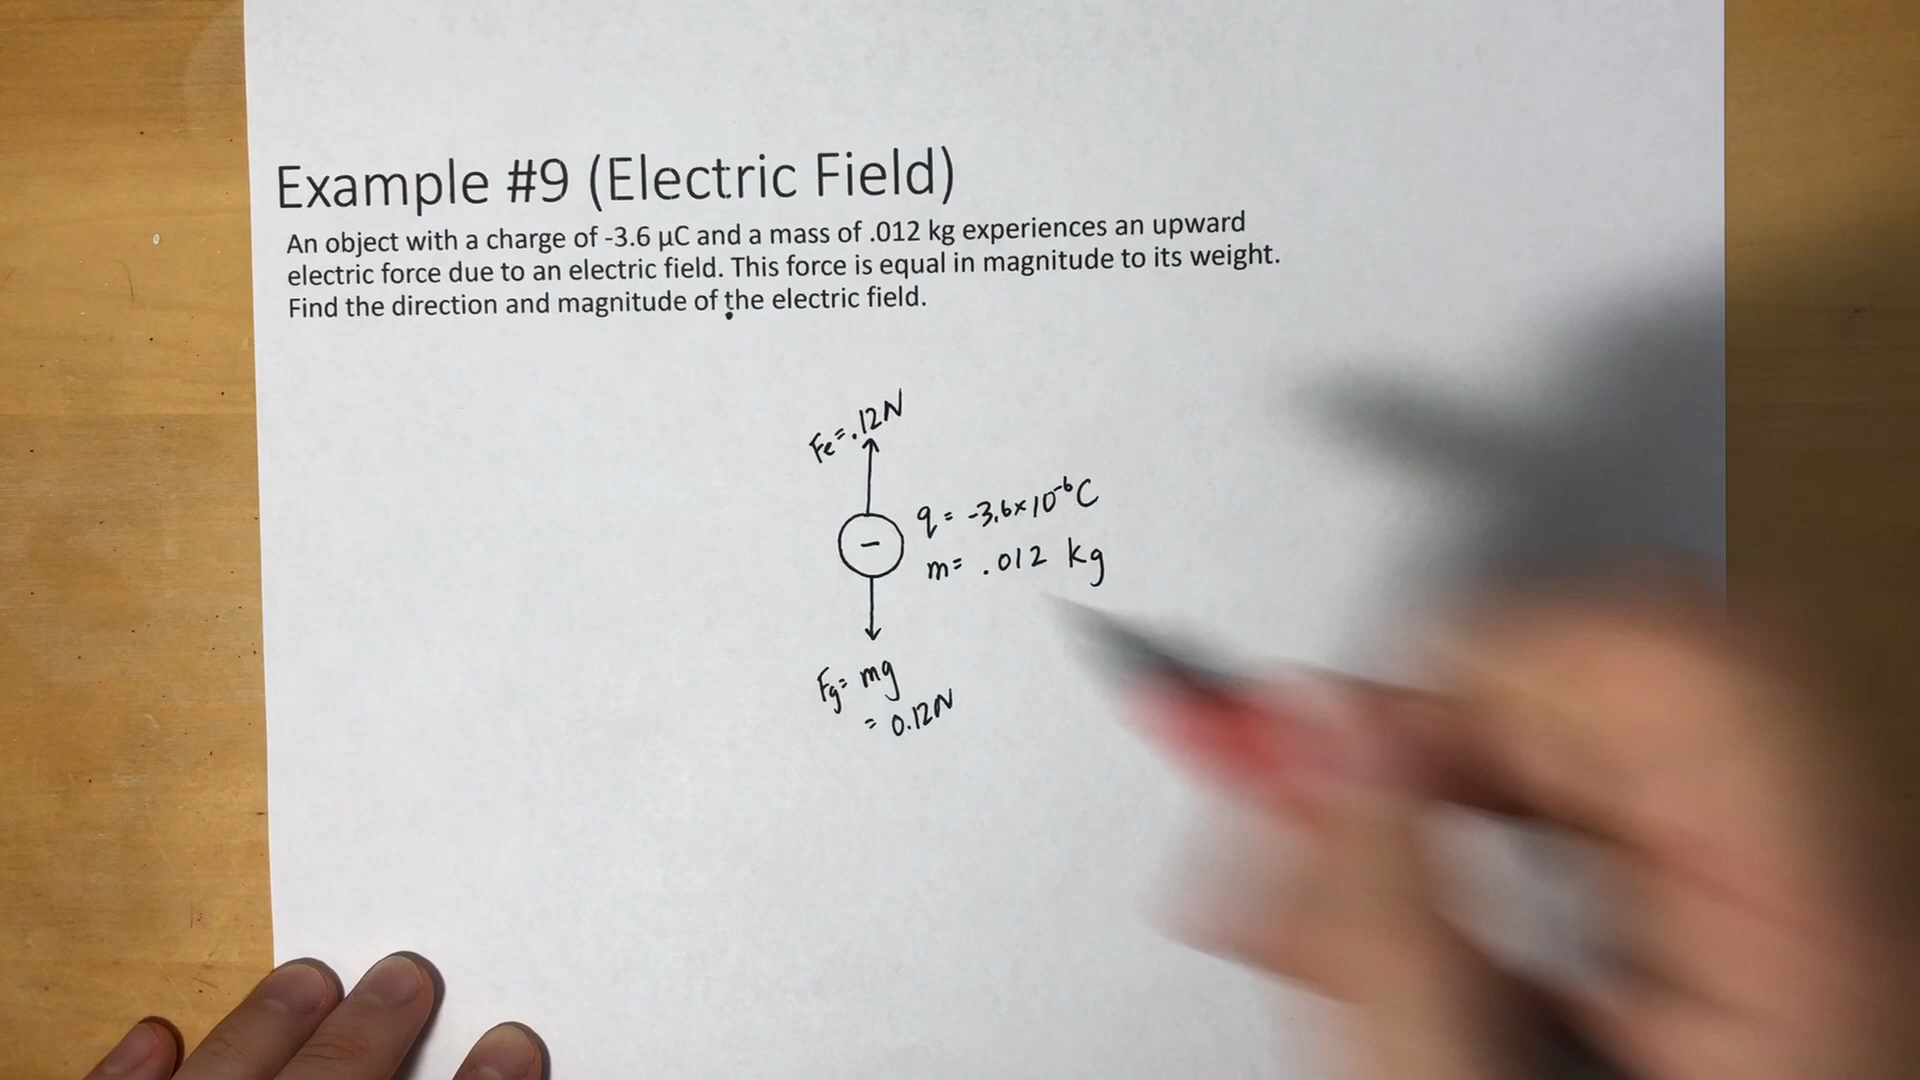 Example #9 (Electric Field)
An object with a charge of -3.6 µC and a mass of .012 kg experiences an upward
electric force due to an electric field. This force is equal in magnitude to its weight.
Find the direction and magnitude of the electric field.
Fe = .12N
q = -3.6×10⁻⁶C
−
m = .012 kg
Fg = mg
= 0.12N